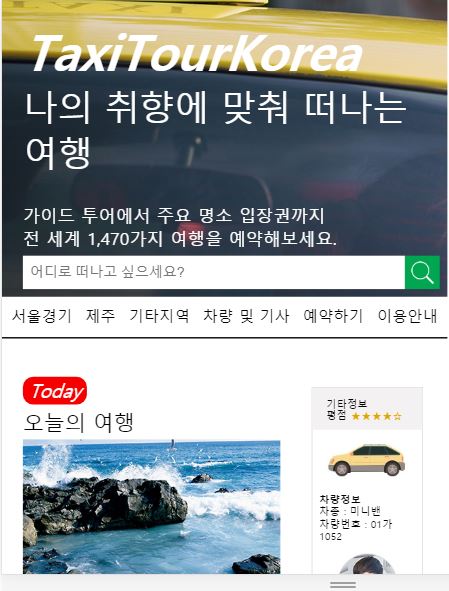 TaxiTourKorea
나의 취향에 맞춰 떠나는
여행
가이드 투어에서 주요 명소 입장권까지
전 세계 1,470가지 여행을 예약해보세요.
어디로 떠나고 싶으세요?
서울경기 제주 기타지역 차량 및 기사 예약하기 이용안내
Today
오늘의 여행
기타정보
평점 ★★★★☆
차량정보
차종 : 미니밴
차량번호 : 01가
1052